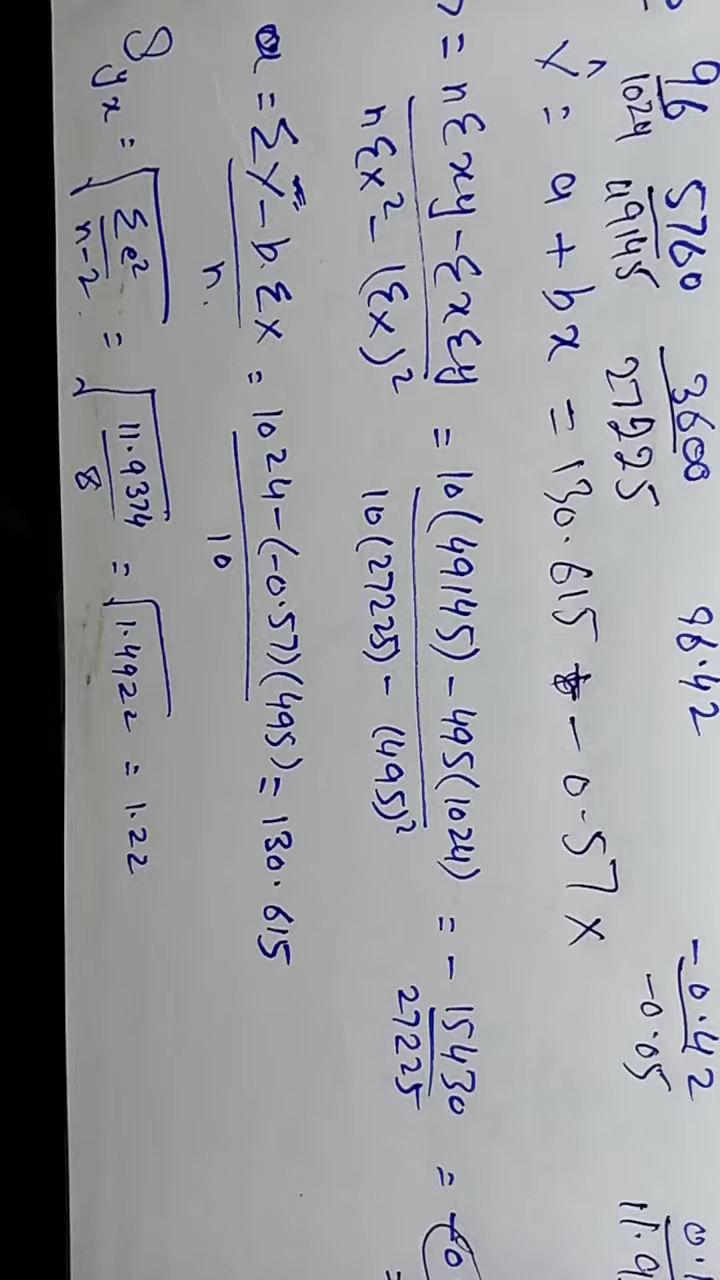 96 5760 3600 96.42 -0.42
1024 49145 27225 -0.05
Ŷ = a + bx = 130.615 - 0.57x
= nΣxy - ΣxΣy / nΣx² - (Σx)² = 10(49145) - 495(1024) / 10(27225) - (495)² = - 15430 / 27225 =
a = ΣY - bΣX / n. = 1024 - (-0.57)(495) / 10 = 130.615
Syx = √Σe² / n-2 = √11.9374 / 8 = √1.4922 = 1.22